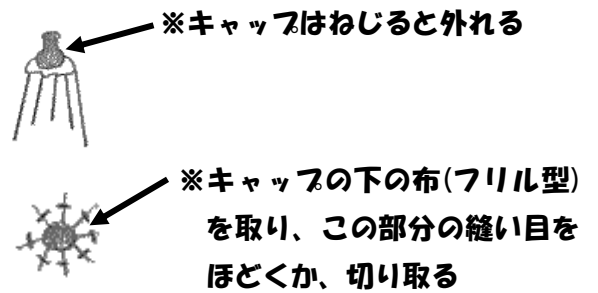 ※キャップはねじると外れる
※キャップの下の布(フリル型)
を取り、この部分の縫い目を
ほどくか、切り取る